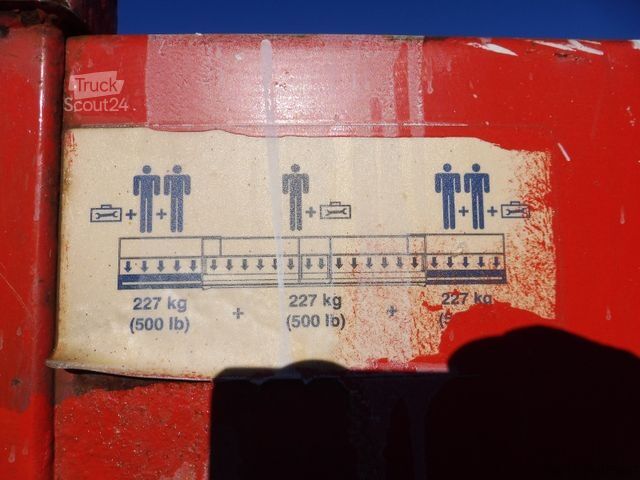 Truck
Scout24
+ + + + +
227 kg + 227 kg + 227 kg
(500 lb) (500 lb)